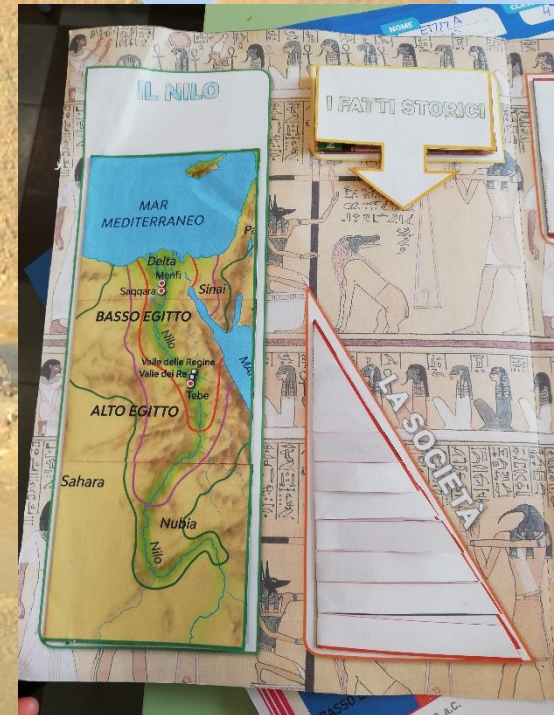 NOME
IL NILO
I FATTI STORICI
MAR
MEDITERRANEO
Delta
Menfi
Saqqara
Sinai
BASSO EGITTO
Nilo
Valle delle Regine
Valle dei Re
Tebe
ALTO EGITTO
Sahara
Nubia
Nilo
LA SOCIETÀ
BASSO
a.C.